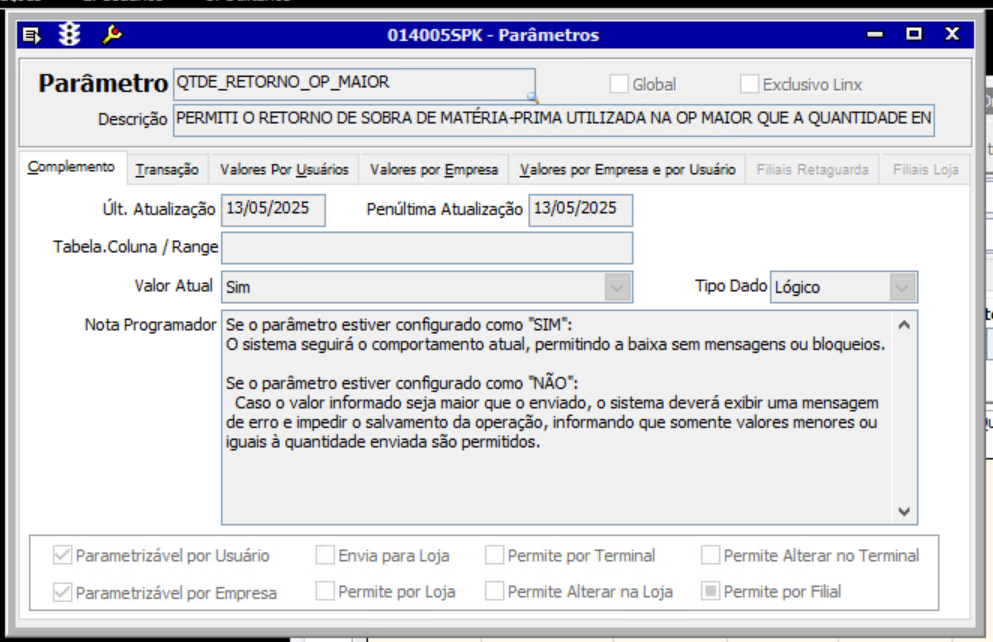 014005SPK - Parâmetros
Parâmetro QTDE_RETORNO_OP_MAIOR Global Exclusivo Linx
Descrição PERMITI O RETORNO DE SOBRA DE MATÉRIA-PRIMA UTILIZADA NA OP MAIOR QUE A QUANTIDADE EN
Complemento Transação Valores Por Usuários Valores por Empresa Valores por Empresa e por Usuário Filiais Retaguarda Filiais Loja
Últ. Atualização 13/05/2025 Penúltima Atualização 13/05/2025
Tabela.Coluna / Range
Valor Atual Sim Tipo Dado Lógico
Nota Programador Se o parâmetro estiver configurado como "SIM":
O sistema seguirá o comportamento atual, permitindo a baixa sem mensagens ou bloqueios.
Se o parâmetro estiver configurado como "NÃO":
Caso o valor informado seja maior que o enviado, o sistema deverá exibir uma mensagem
de erro e impedir o salvamento da operação, informando que somente valores menores ou
iguais à quantidade enviada são permitidos.
Parametrizável por Usuário Envia para Loja Permite por Terminal Permite Alterar no Terminal
Parametrizável por Empresa Permite por Loja Permite Alterar na Loja Permite por Filial